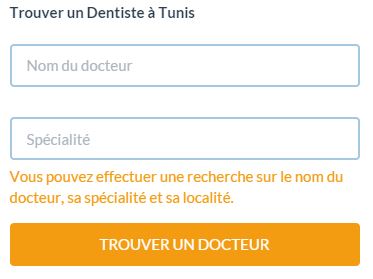 Trouver un Dentiste à Tunis
Nom du docteur
Spécialité
Vous pouvez effectuer une recherche sur le nom du
docteur, sa spécialité et sa localité.
TROUVER UN DOCTEUR